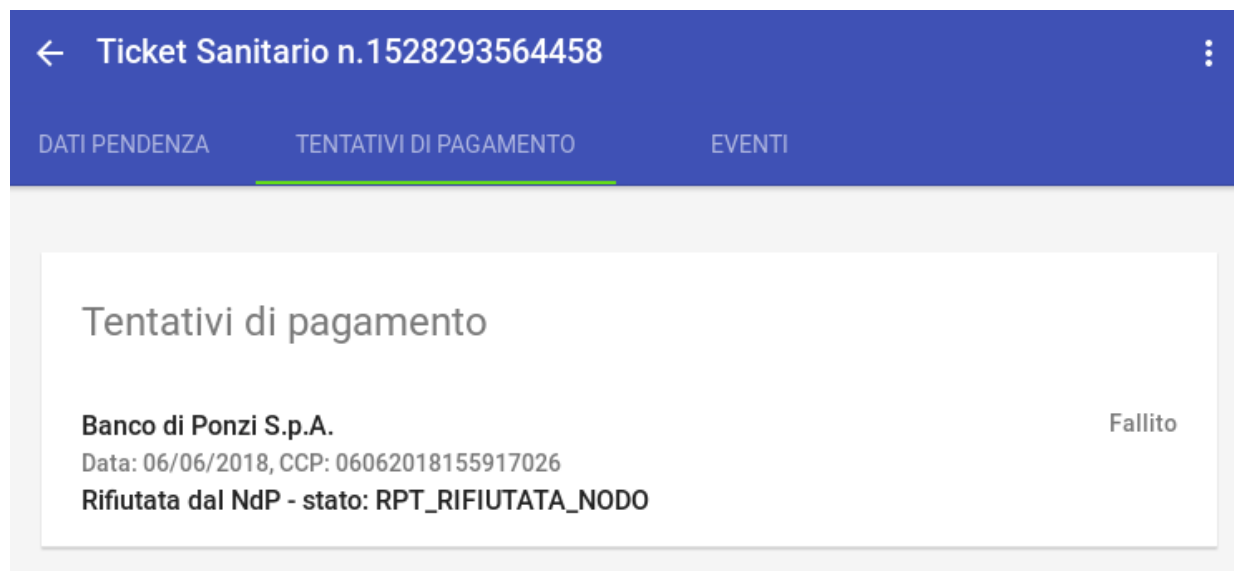 Ticket Sanitario n.1528293564458
DATI PENDENZA TENTATIVI DI PAGAMENTO EVENTI
Tentativi di pagamento
Banco di Ponzi S.p.A. Fallito
Data: 06/06/2018, CCP: 06062018155917026
Rifiutata dal NdP - stato: RPT_RIFIUTATA_NODO